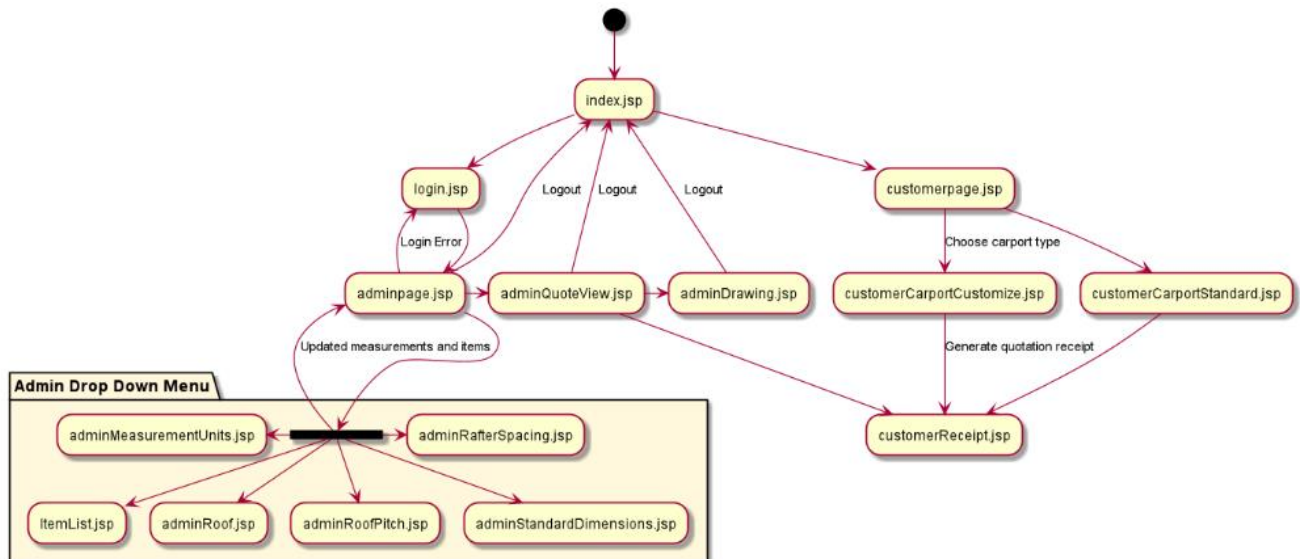 index.jsp
login.jsp
Logout
Logout
Logout
customerpage.jsp
Login Error
Choose carport type
adminpage.jsp
adminQuoteView.jsp
adminDrawing.jsp
customerCarportCustomize.jsp
customerCarportStandard.jsp
Updated measurements and items
Generate quotation receipt
Admin Drop Down Menu
adminMeasurementUnits.jsp
adminRafterSpacing.jsp
customerReceipt.jsp
ItemList.jsp
adminRoof.jsp
adminRoofPitch.jsp
adminStandardDimensions.jsp